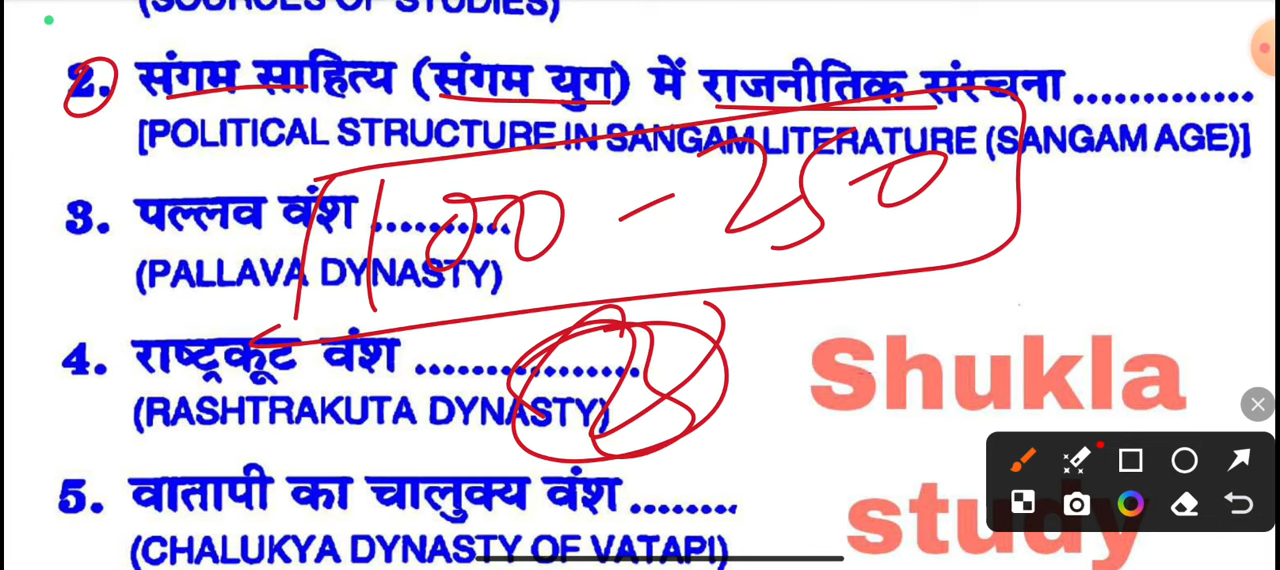 (SOURCES OF STUDIES)
2. संगम साहित्य (संगम युग) में राजनीतिक संरचना .............
[POLITICAL STRUCTURE IN SANGAM LITERATURE (SANGAM AGE)]
100 - 250
3. पल्लव वंश ..........
(PALLAVA DYNASTY)
4. राष्ट्रकूट वंश ................
(RASHTRAKUTA DYNASTY)
Shukla
5. वातापी का चालुक्य वंश ........
study
(CHALUKYA DYNASTY OF VATAPI)